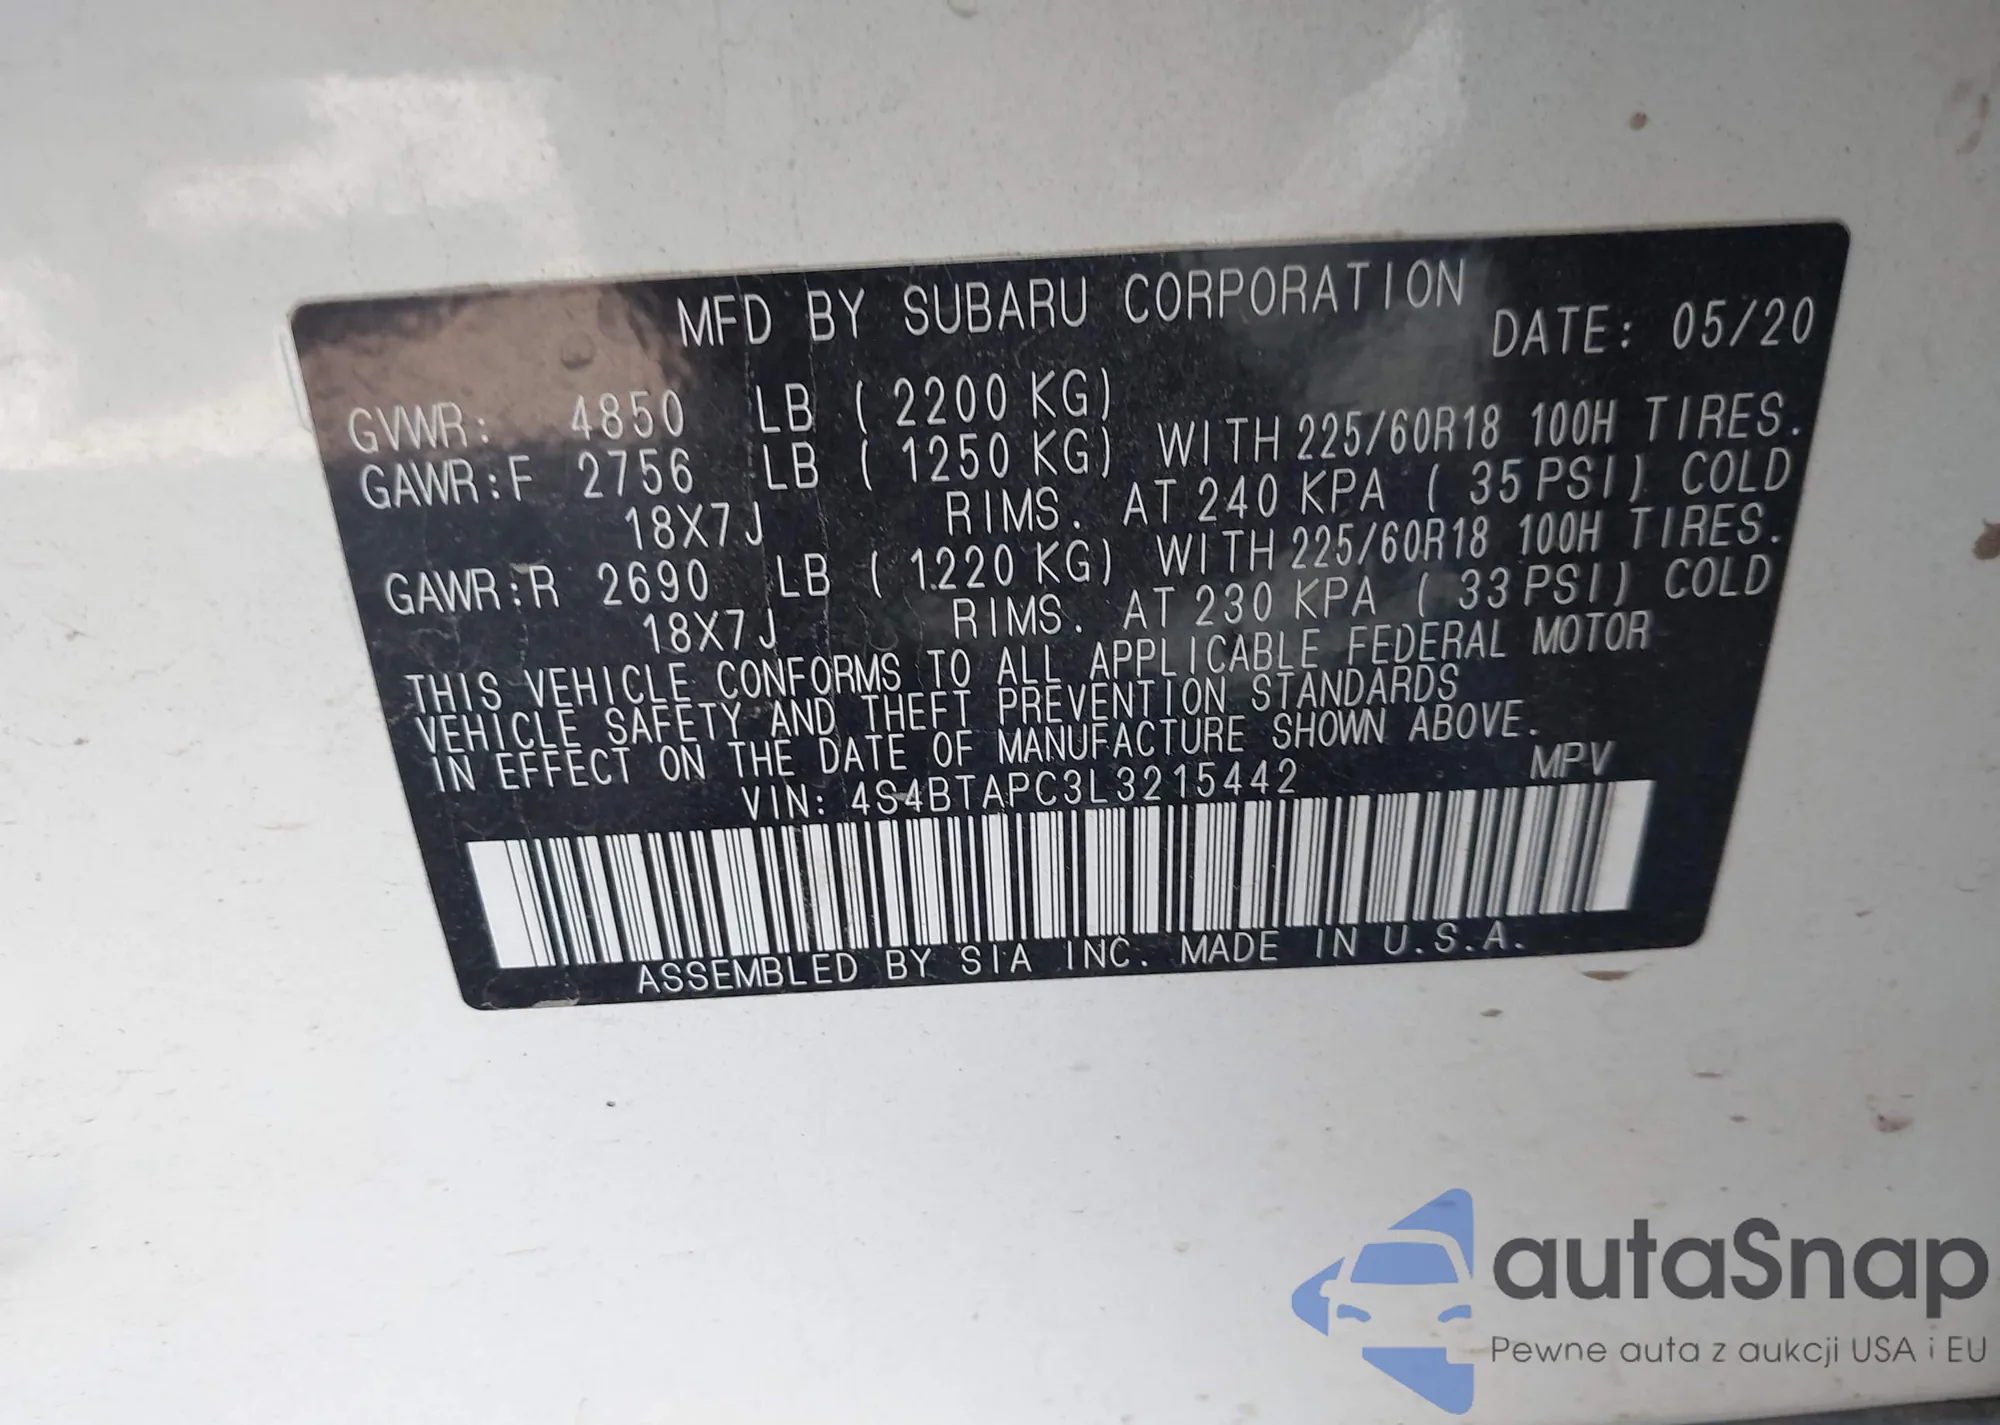 MFD BY SUBARU CORPORATION DATE: 05/20
GVWR: 4850 LB ( 2200 KG)
GAWR:F 2756 LB ( 1250 KG) WITH 225/60R18 100H TIRES.
18X7J RIMS. AT 240 KPA ( 35 PSI) COLD
GAWR:R 2690 LB ( 1220 KG) WITH 225/60R18 100H TIRES.
18X7J RIMS. AT 230 KPA ( 33 PSI) COLD
THIS VEHICLE CONFORMS TO ALL APPLICABLE FEDERAL MOTOR
VEHICLE SAFETY AND THEFT PREVENTION STANDARDS
IN EFFECT ON THE DATE OF MANUFACTURE SHOWN ABOVE.
VIN: 4S4BTAPC3L3215442 MPV
ASSEMBLED BY SIA INC. MADE IN U.S.A.
autaSnap
Pewne auta z aukcji USA i EU